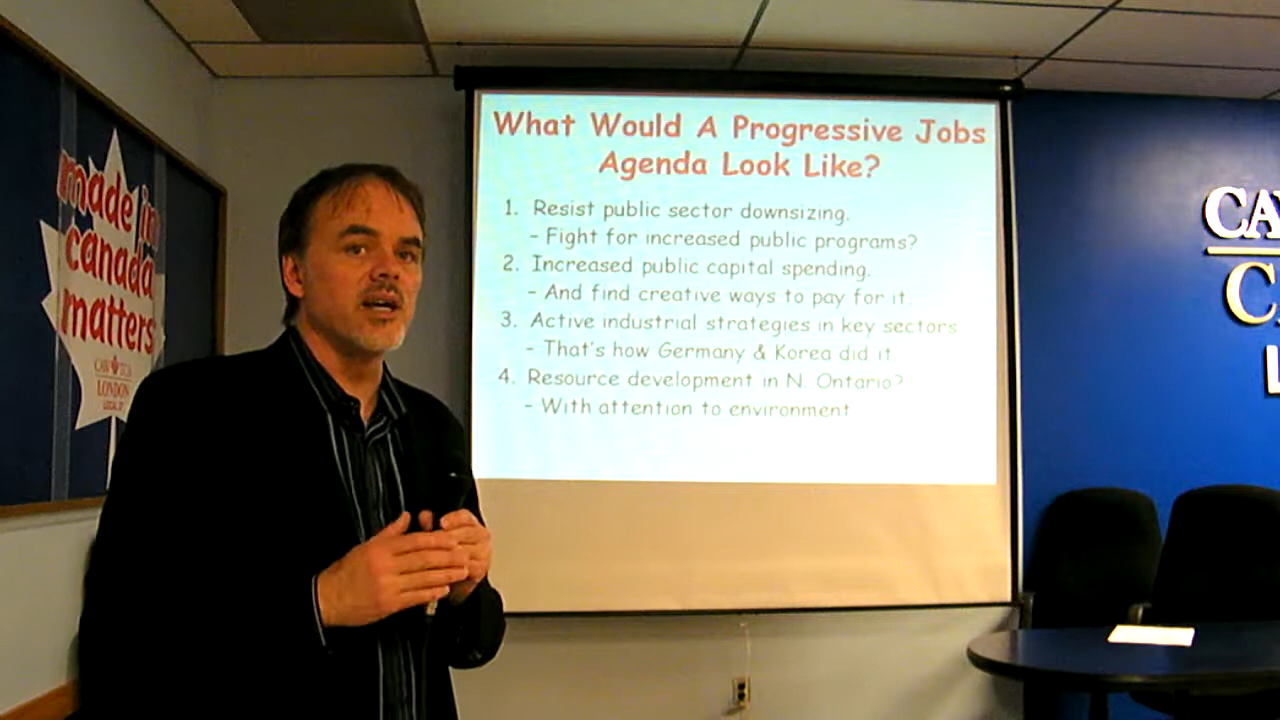 made in
canada
matters
CAW TCA
LONDON
What Would A Progressive Jobs
Agenda Look Like?
1. Resist public sector downsizing.
- Fight for increased public programs?
2. Increased public capital spending.
- And find creative ways to pay for it.
3. Active industrial strategies in key sectors
- That's how Germany & Korea did it
4. Resource development in N. Ontario?
- With attention to environment
CA
C
L